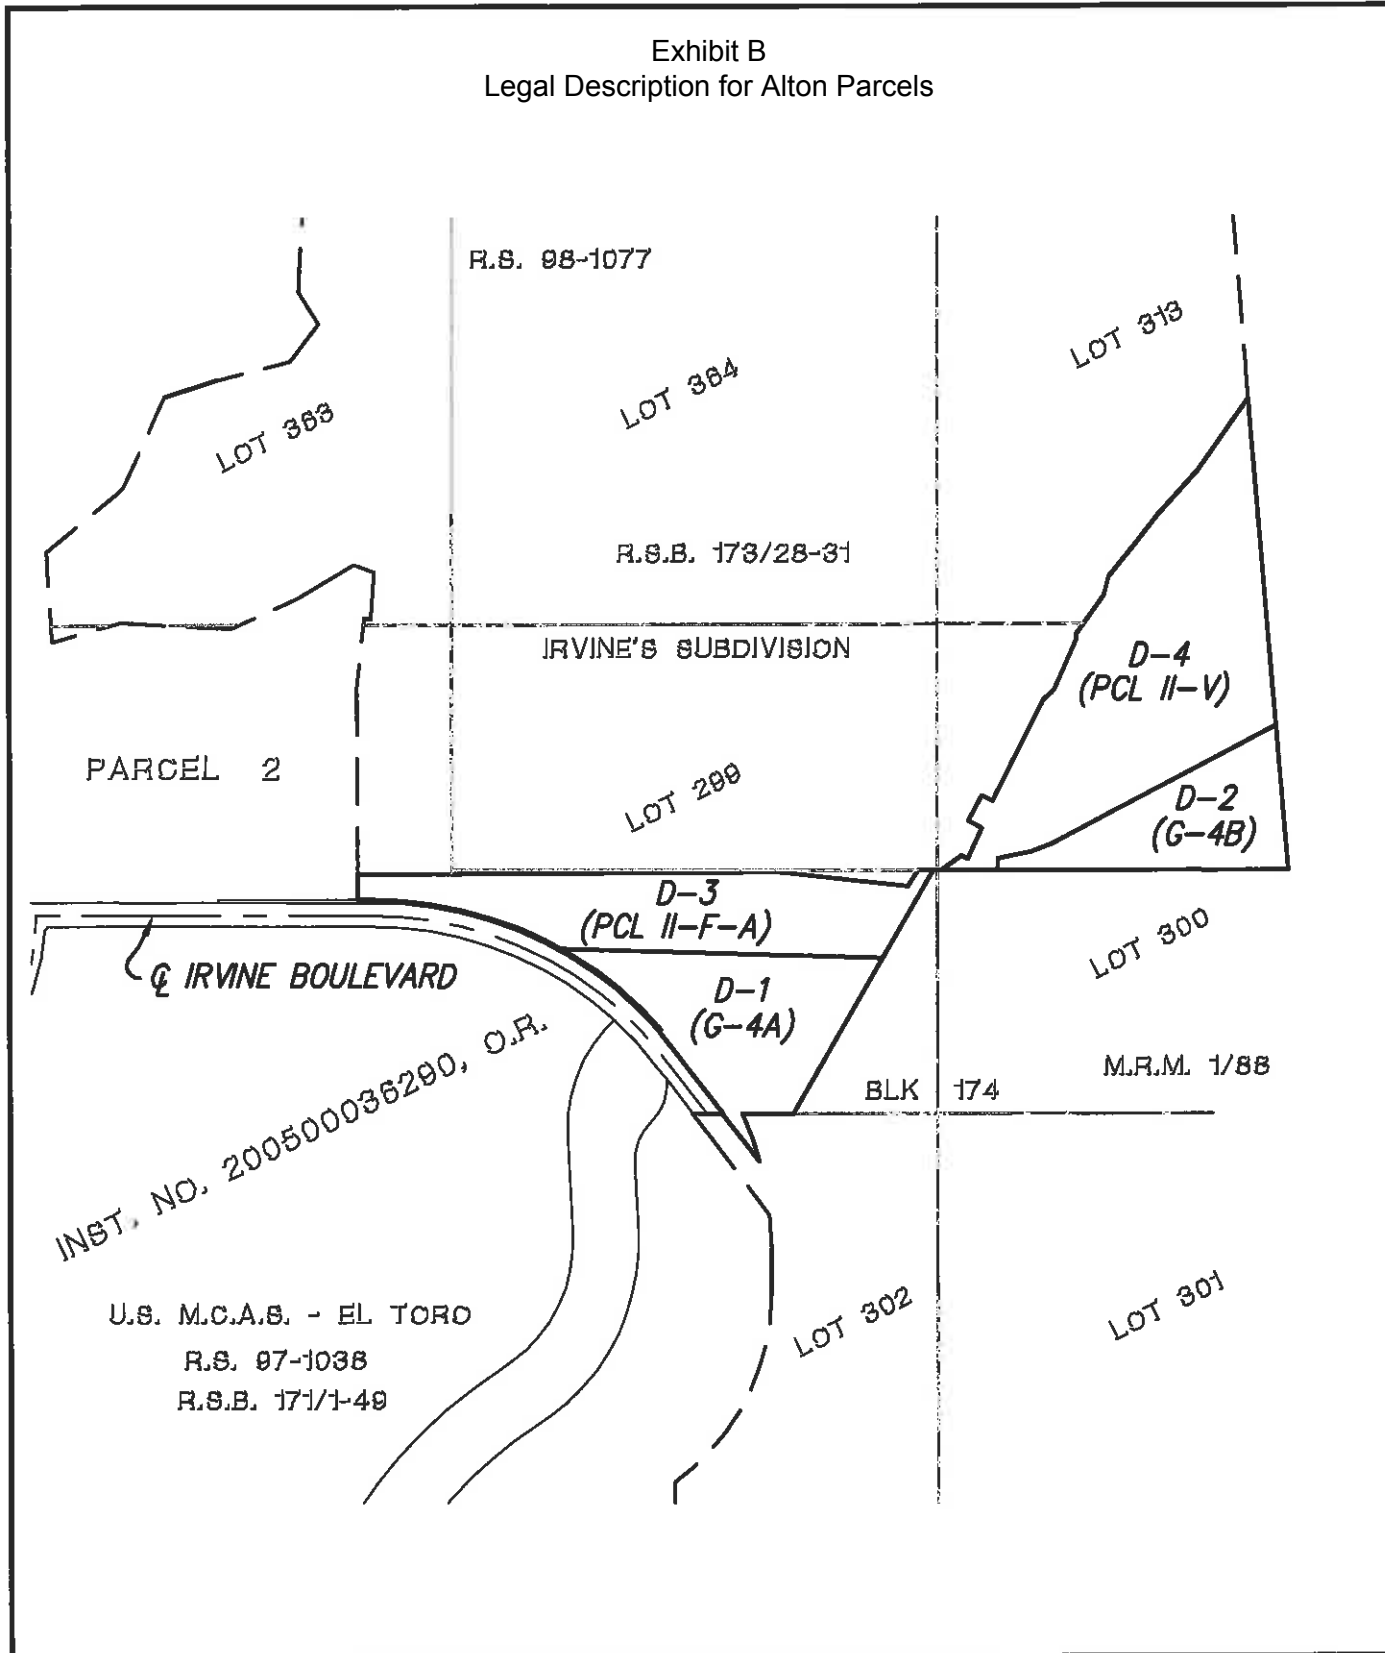 Exhibit B
Legal Description for Alton Parcels
R.S. 98-1077
LOT 313
LOT 364
LOT 363
R.S.B. 173/28-31
IRVINE'S SUBDIVISION
D-4
(PCL II-V)
PARCEL 2
LOT 299
D-2
(G-4B)
D-3
(PCL II-F-A)
LOT 300
℄ IRVINE BOULEVARD
D-1
(G-4A)
INST. NO. 200500036290, O.R.
M.R.M. 1/88
BLK 174
U.S. M.C.A.S. - EL TORO
R.S. 97-1038
R.S.B. 171/1-49
LOT 302
LOT 301